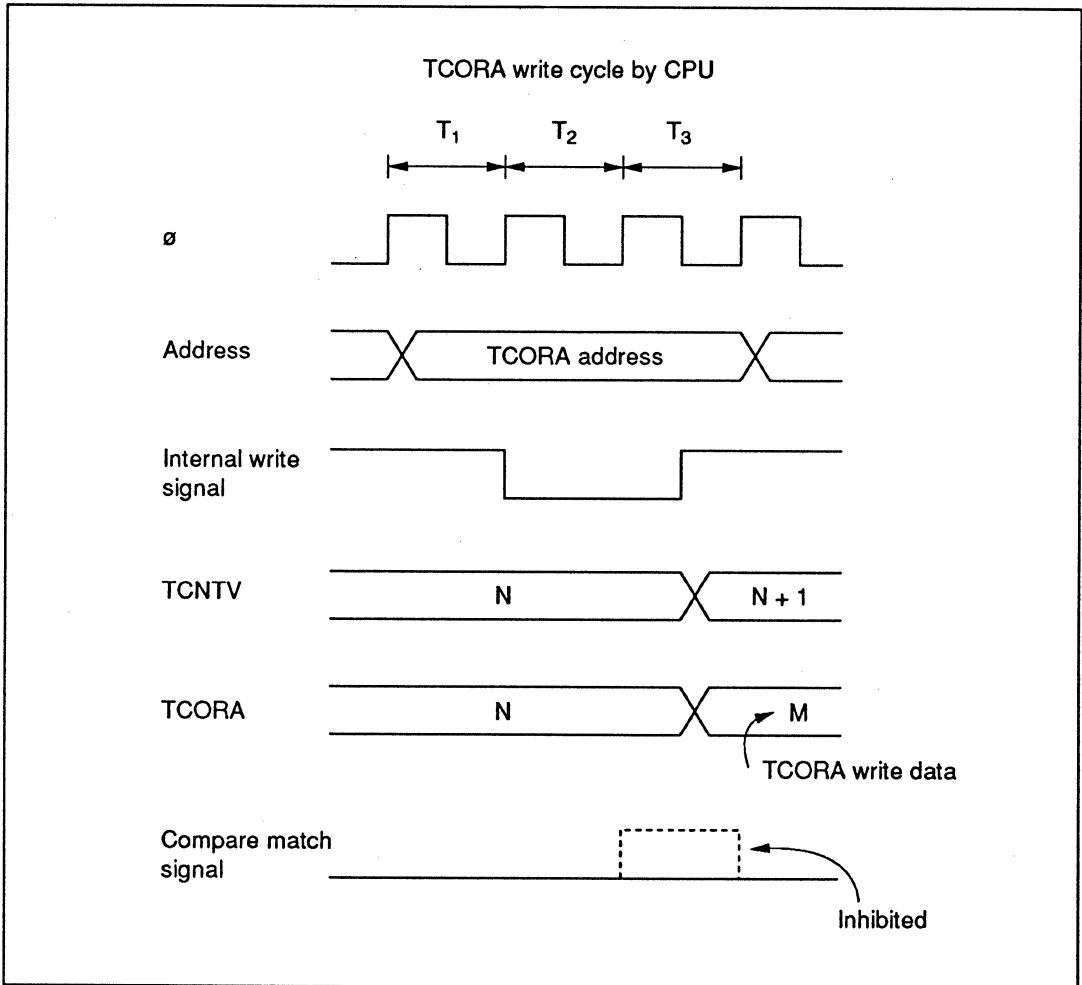 TCORA write cycle by CPU
T₁ T₂ T₃
ø
Address
TCORA address
Internal write
signal
TCNTV
N
N + 1
TCORA
N
M
TCORA write data
Compare match
signal
Inhibited